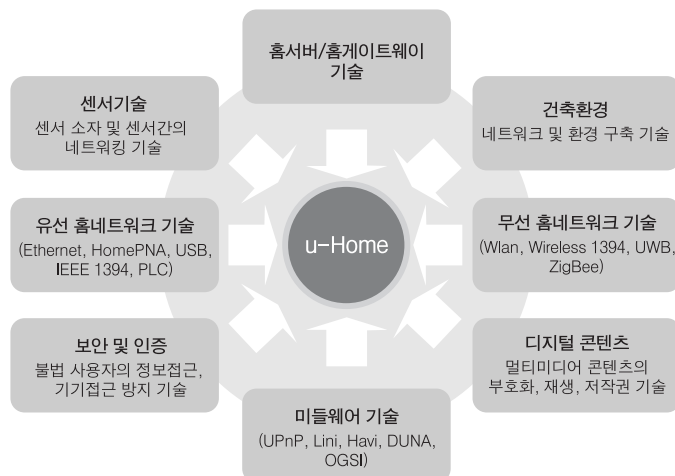 홈서버/홈게이트웨이
기술
센서기술
센서 소자 및 센서간의
네트워킹 기술
건축환경
네트워크 및 환경 구축 기술
유선 홈네트워크 기술
(Ethernet, HomePNA, USB,
IEEE 1394, PLC)
u-Home
무선 홈네트워크 기술
(Wlan, Wireless 1394, UWB,
ZigBee)
보안 및 인증
불법 사용자의 정보접근,
기기접근 방지 기술
디지털 콘텐츠
멀티미디어 콘텐츠의
부호화, 재생, 저작권 기술
미들웨어 기술
(UPnP, Lini, Havi, DUNA,
OGSI)